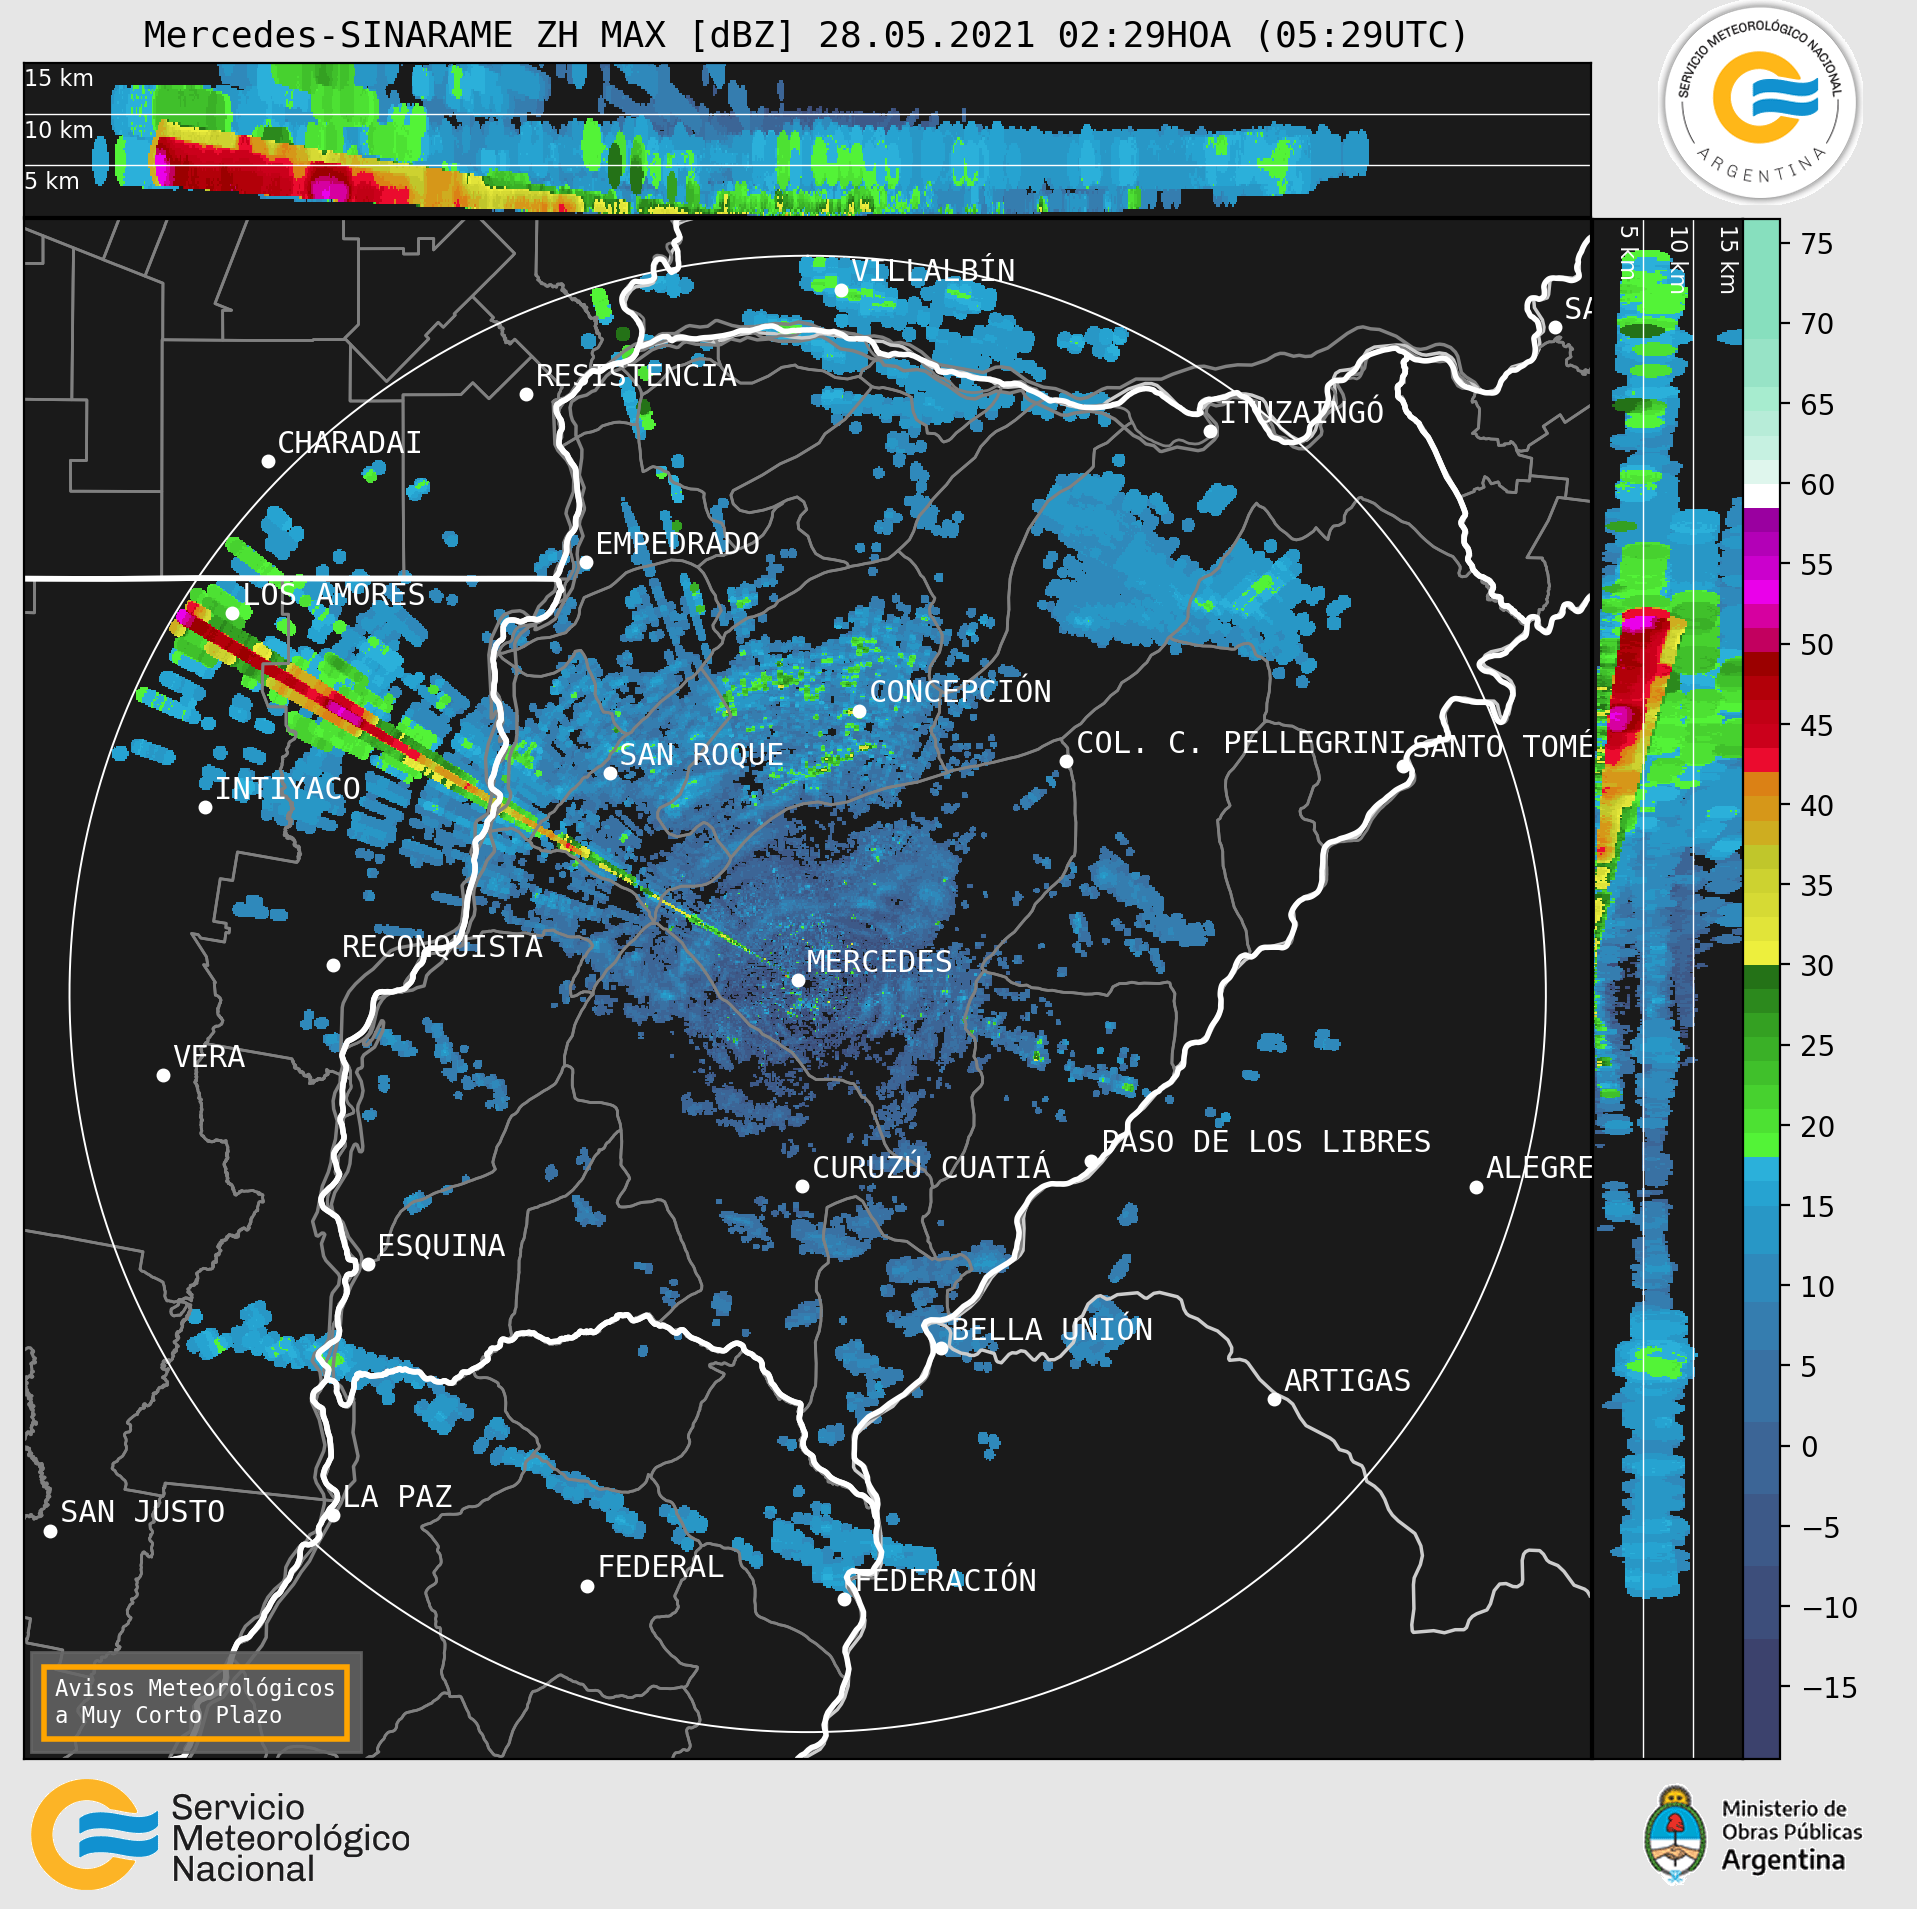 Mercedes-SINARAME ZH MAX [dBZ] 28.05.2021 02:29HOA (05:29UTC)
SERVICIO METEOROLÓGICO NACIONAL
ARGENTINA
15 km
10 km
5 km
5 km
10 km
15 km
VILLALBÍN
SA
RESISTENCIA
ITUZAINGÓ
CHARADAI
EMPEDRADO
LOS AMORES
CONCEPCIÓN
SAN ROQUE
COL. C. PELLEGRINI
SANTO TOMÉ
INTIYACO
RECONQUISTA
MERCEDES
VERA
PASO DE LOS LIBRES
CURUZÚ CUATIÁ
ALEGRE
ESQUINA
BELLA UNIÓN
ARTIGAS
LA PAZ
SAN JUSTO
FEDERAL
FEDERACIÓN
75
70
65
60
55
50
45
40
35
30
25
20
15
10
5
0
−5
−10
−15
Avisos Meteorológicos
a Muy Corto Plazo
Servicio
Meteorológico
Nacional
Ministerio de
Obras Públicas
Argentina